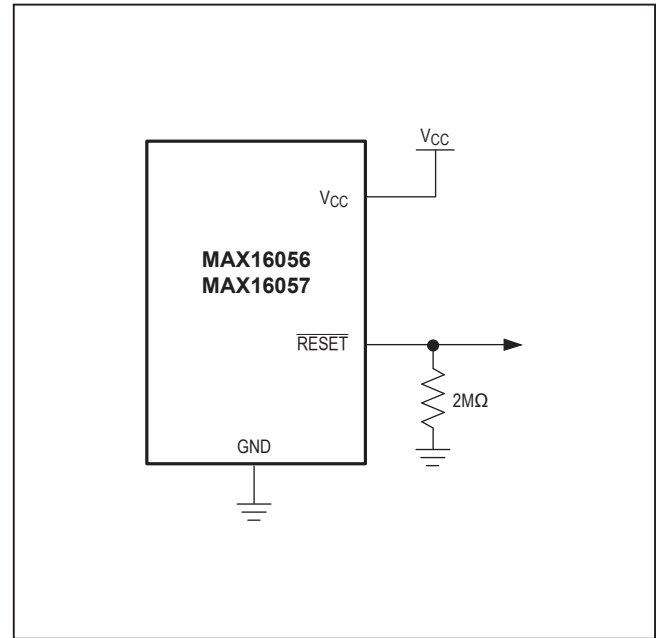 VCC
VCC
MAX16056
MAX16057
RESET
2MΩ
GND